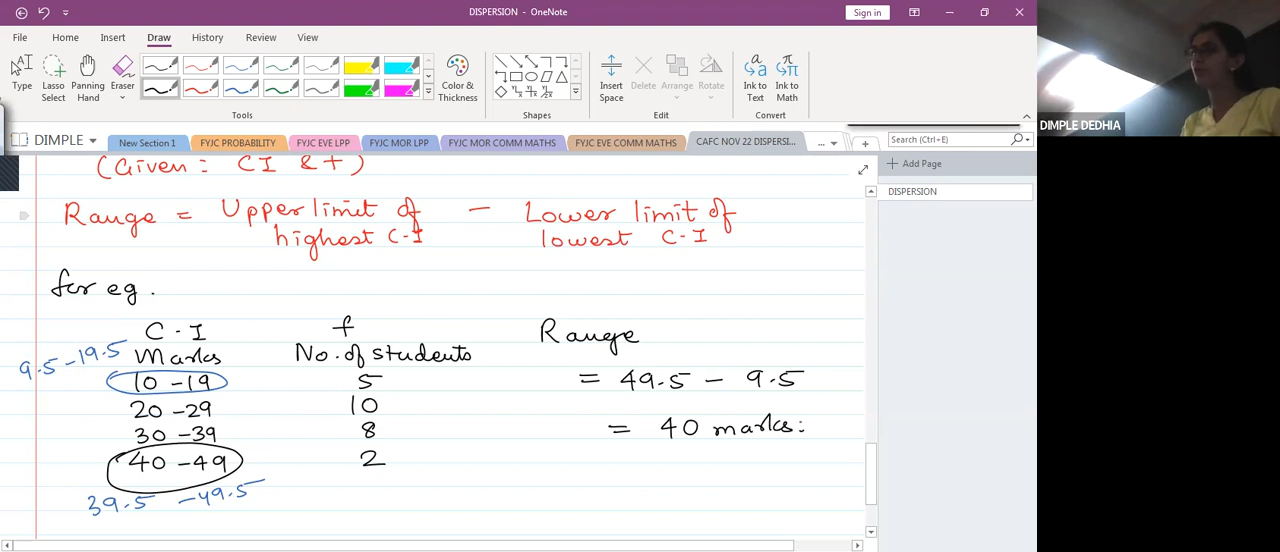 DISPERSION - OneNote
Sign in
File Home Insert Draw History Review View
Type
Lasso Select
Panning Hand
Eraser
Color & Thickness
Insert Space
Delete
Arrange
Rotate
Ink to Text
Ink to Math
Tools
Shapes
Edit
Convert
DIMPLE DEDHIA
DIMPLE
New Section 1
FYJC PROBABILITY
FYJC EVE LPP
FYJC MOR LPP
FYJC MOR COMM MATHS
FYJC EVE COMM MATHS
CAFC NOV 22 DISPERSI...
Search (Ctrl+E)
Add Page
DISPERSION
(Given : CI & f)
Range = Upper limit of highest C-I - Lower limit of lowest C-I
for eg.
C-I f
Marks No. of students
9.5 - 19.5
10 - 19 5
20 - 29 10
30 - 39 8
40 - 49 2
39.5 - 49.5
Range
= 49.5 - 9.5
= 40 marks.